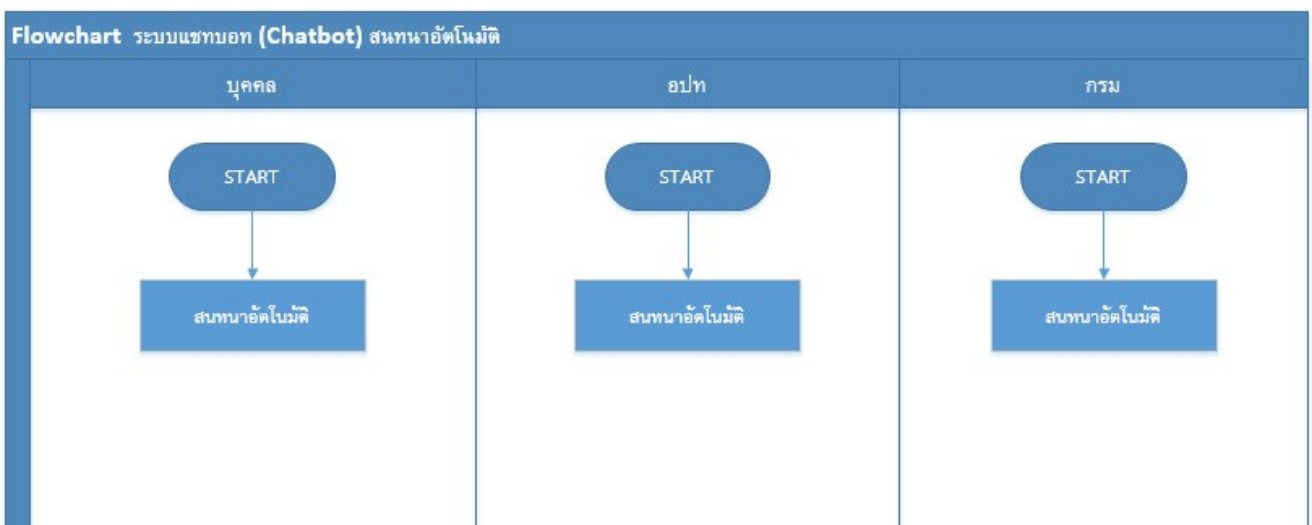 Flowchart ระบบแชทบอท (Chatbot) สนทนาอัตโนมัติ
บุคคล
อปท
กรม
START
START
START
สนทนาอัตโนมัติ
สนทนาอัตโนมัติ
สนทนาอัตโนมัติ